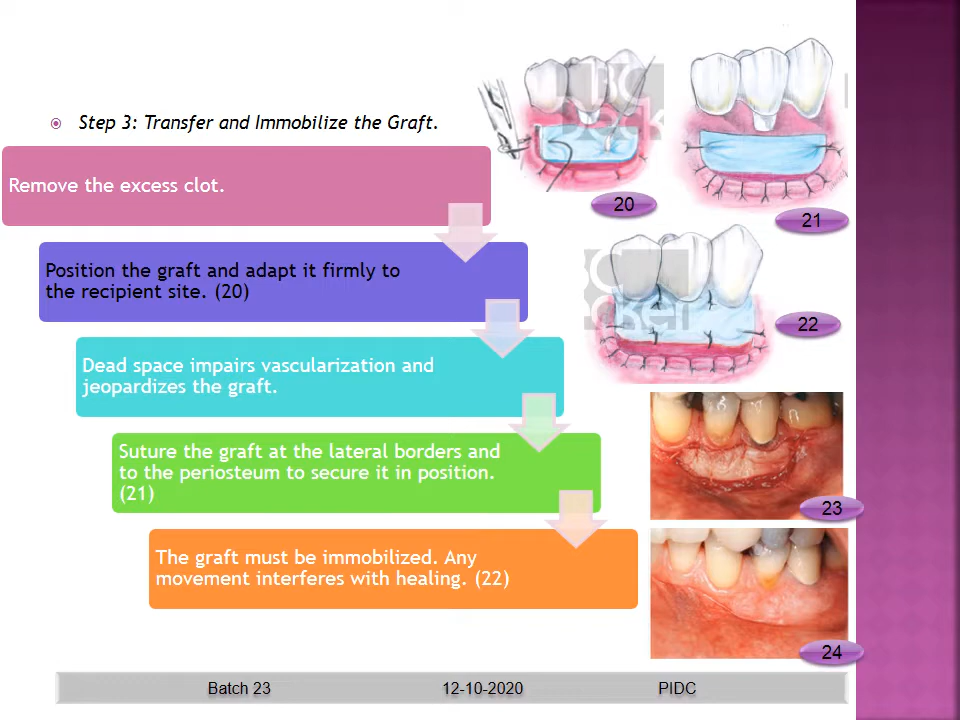 Step 3: Transfer and Immobilize the Graft.
Remove the excess clot.
Position the graft and adapt it firmly to
the recipient site. (20)
Dead space impairs vascularization and
jeopardizes the graft.
Suture the graft at the lateral borders and
to the periosteum to secure it in position.
(21)
The graft must be immobilized. Any
movement interferes with healing. (22)
20
21
22
23
24
Batch 23 12-10-2020 PIDC